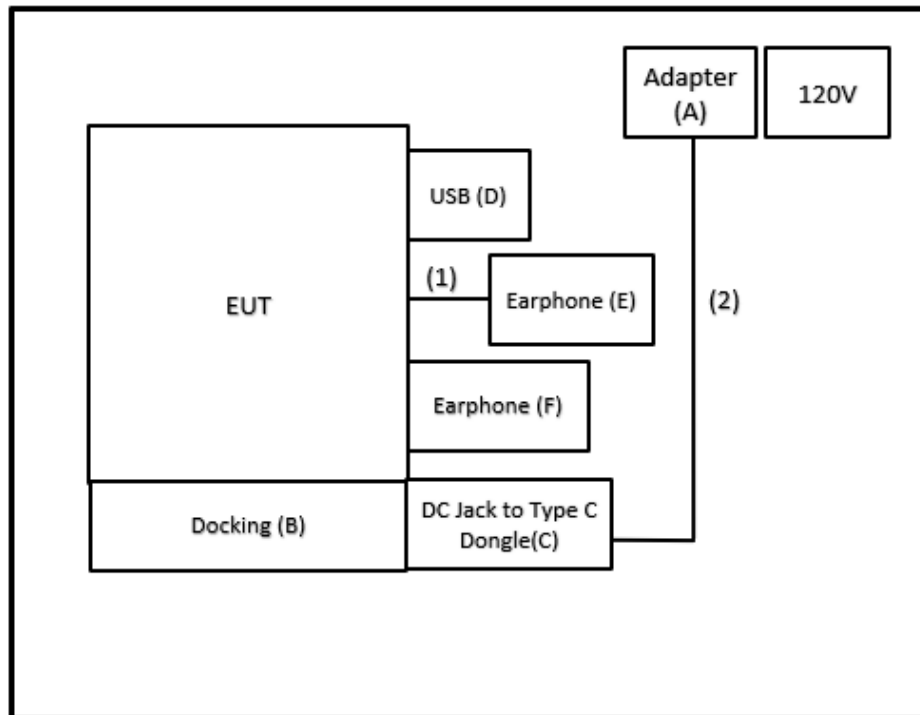 Adapter
(A)
120V
USB (D)
(1)
Earphone (E)
(2)
EUT
Earphone (F)
Docking (B)
DC Jack to Type C
Dongle(C)